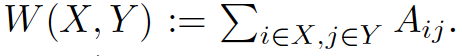 W(X, Y) := ∑_{i∈X,j∈Y} A_{ij}.